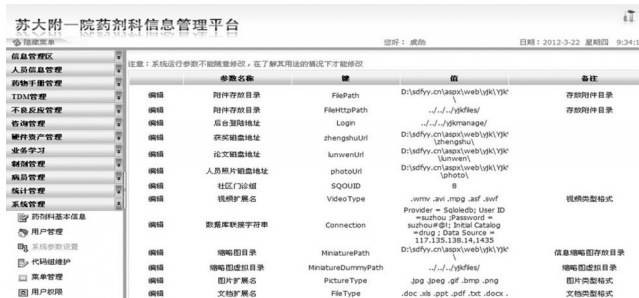 苏大附一院药剂科信息管理平台
隐藏菜单
您好： 日期：2012-3-22 星期四 9:34:1
信息管理区
人员信息管理
药物手册管理
TDM管理
不良反应管理
咨询管理
硬件资产管理
业务学习
制剂管理
病员管理
统计管理
系统管理
药剂科基本信息
用户管理
系统参数设置
代码组维护
菜单管理
用户权限
注意：系统运行参数不能随意修改，在了解其用途的情况下才能修改
参数名称 键 值 备注
编辑 附件存放目录 FilePath D:\sdfyy.cn\aspx\web\yjk\Yjk'
\ 存放附件目录
编辑 附件存放目录 FileHttpPath ../../../yjkfiles/ 存放附件目录
编辑 后台登陆地址 Login ../../../yjkmanage/
编辑 获奖磁盘地址 zhengshuUrl D:\sdfyy.cn\aspx\web\yjk\Yjk'
\zhengshu\
编辑 论文磁盘地址 lunwenUrl D:\sdfyy.cn\aspx\web\yjk\Yjk'
\lunwen\
编辑 人员照片磁盘地址 photoUrl D:\sdfyy.cn\aspx\web\yjk\Yjk'
\photo\
编辑 社区门诊组 SQOUID 8
编辑 视频扩展名 VideoType .wmv .avi .mpg .asf .swf 视频类型格式
编辑 数据库联接字符串 Connection Provider = Sqloledb; User ID
=suzhou ;Password =
suzhou#@!; Initial Catalog
=drug ; Data Source =
117.135.138.14,1435
编辑 缩略图目录 MiniaturePath D:\sdfyy.cn\aspx\web\yjk\Yjk'
\ 信息缩略图存放目录
编辑 缩略图虚拟目录 MiniatureDummyPath ../../../yjkfiles/ 缩略图虚拟目录
编辑 图片扩展名 PictureType .jpg .jpeg .gif .bmp .png 图片类型格式
编辑 文档扩展名 FileType .doc .xls .ppt .pdf .txt .docx . 文档类型格式